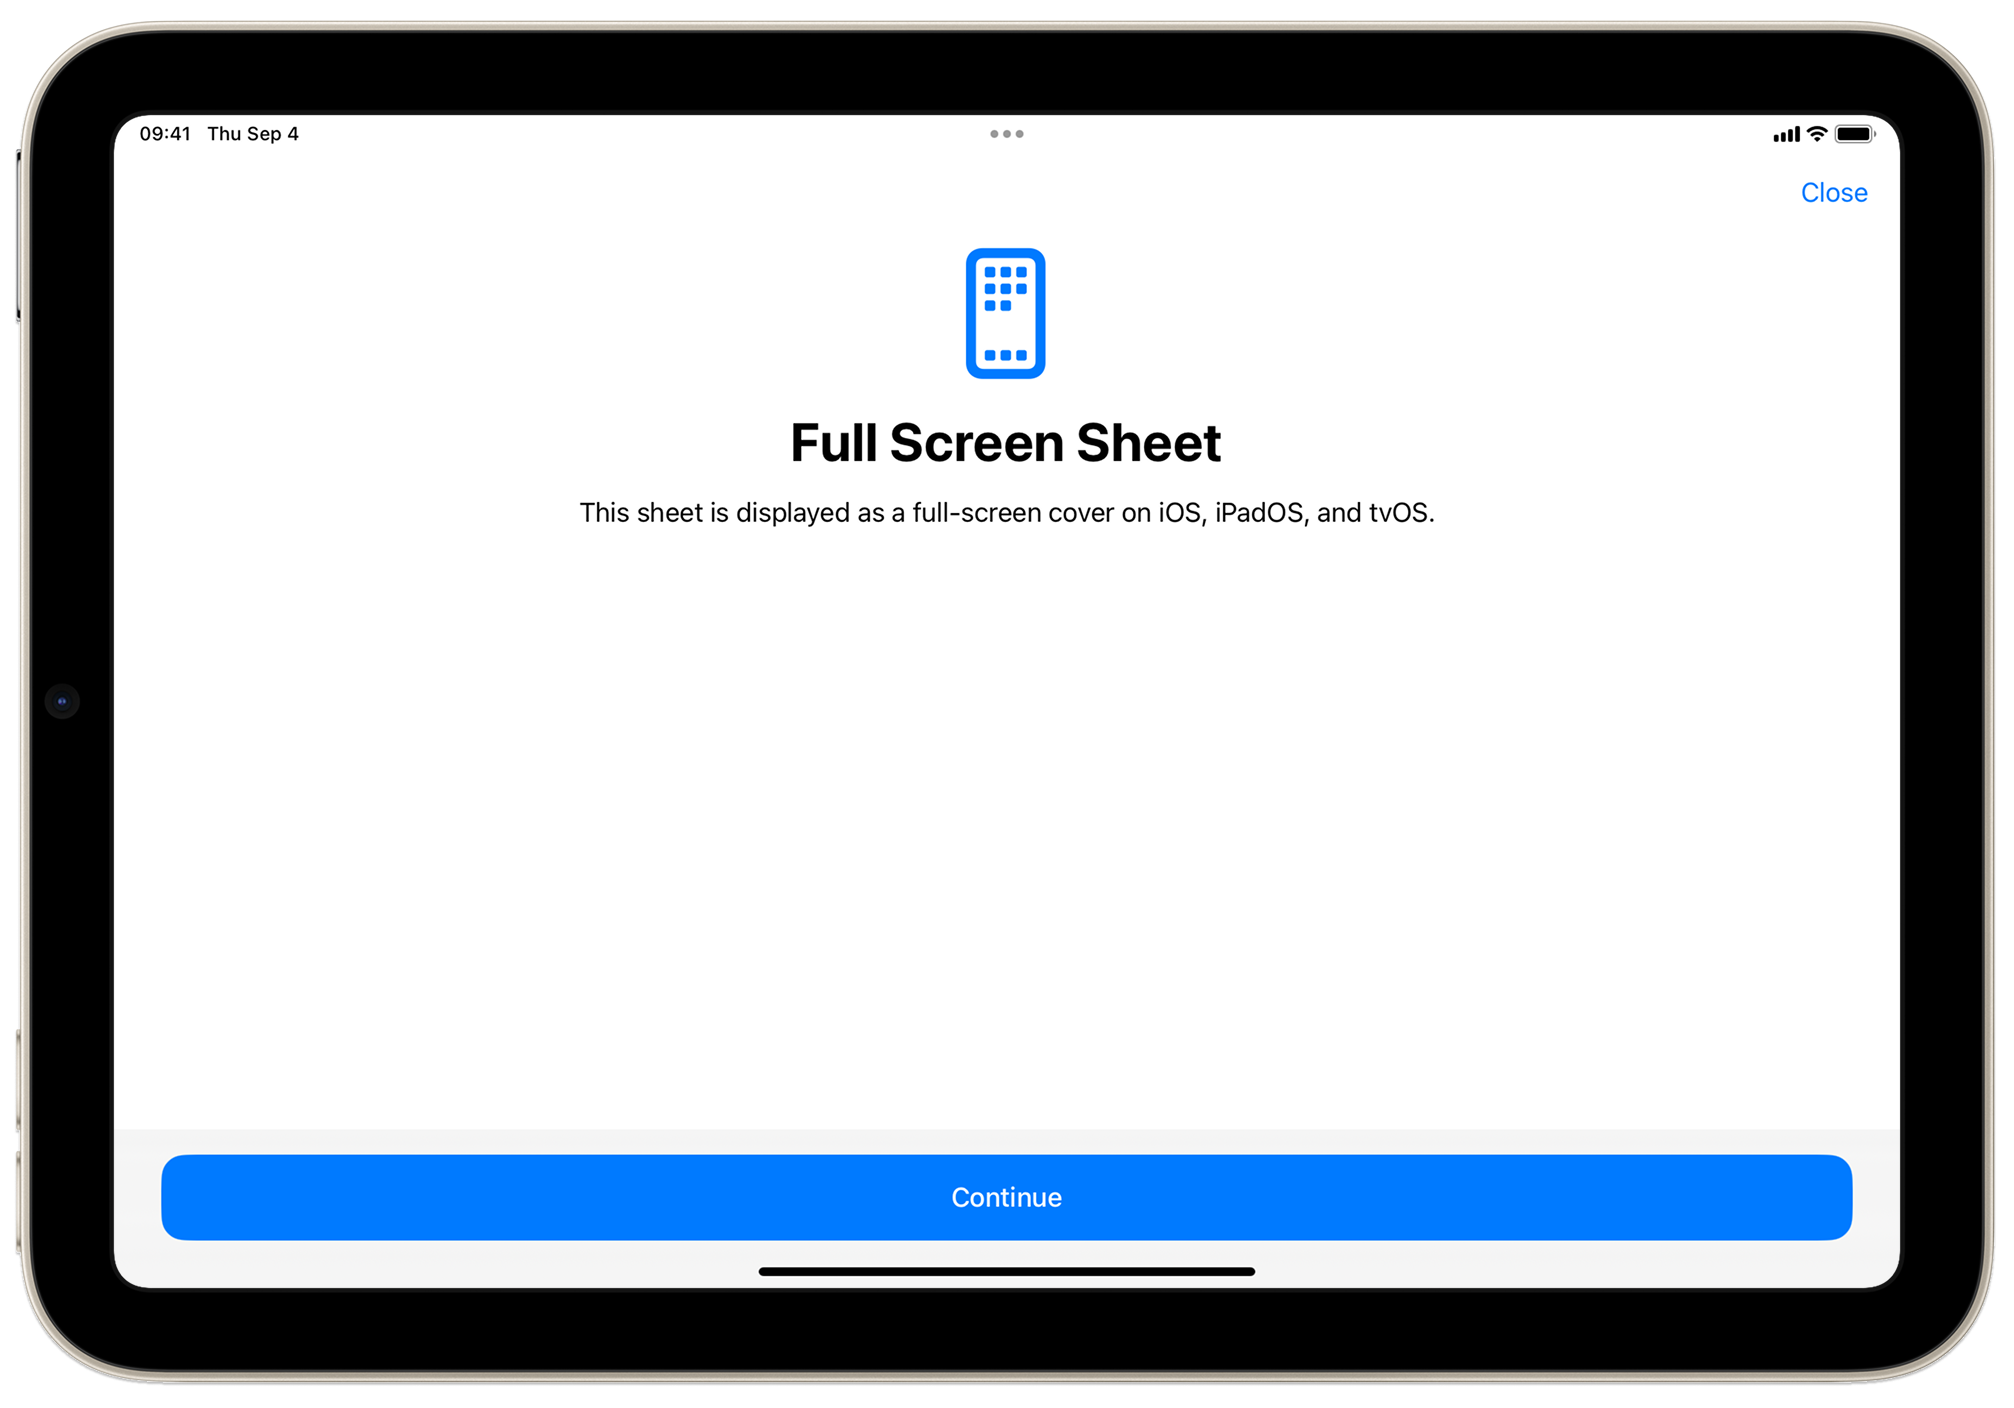 09:41 Thu Sep 4
Close
Full Screen Sheet
This sheet is displayed as a full-screen cover on iOS, iPadOS, and tvOS.
Continue